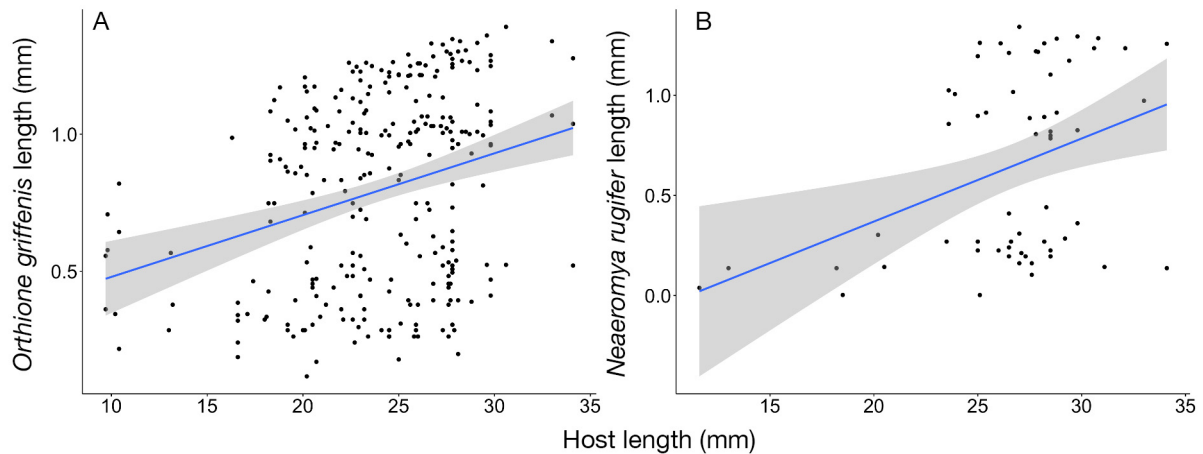 A
B
Orthione griffenis length (mm)
1.0
0.5
10 15 20 25 30 35
Neaeromya rugifer length (mm)
1.0
0.5
0.0
15 20 25 30 35
Host length (mm)